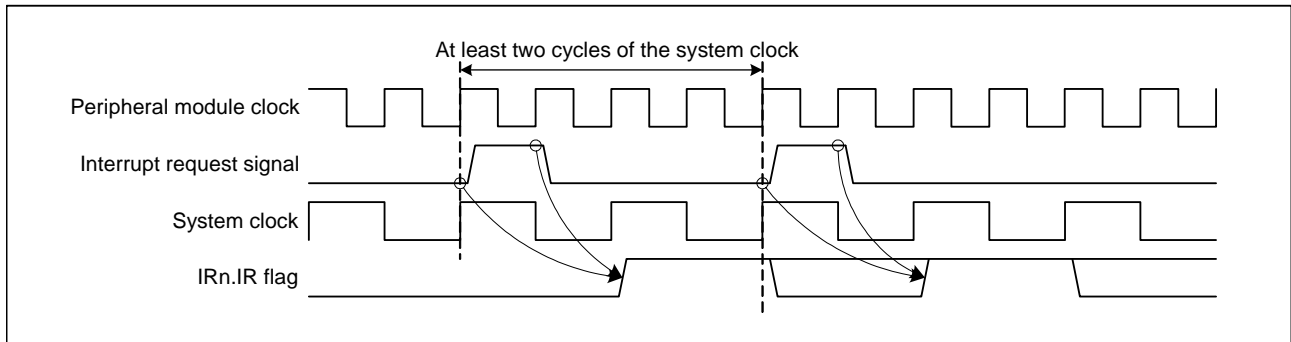 At least two cycles of the system clock
Peripheral module clock
Interrupt request signal
System clock
IRn.IR flag